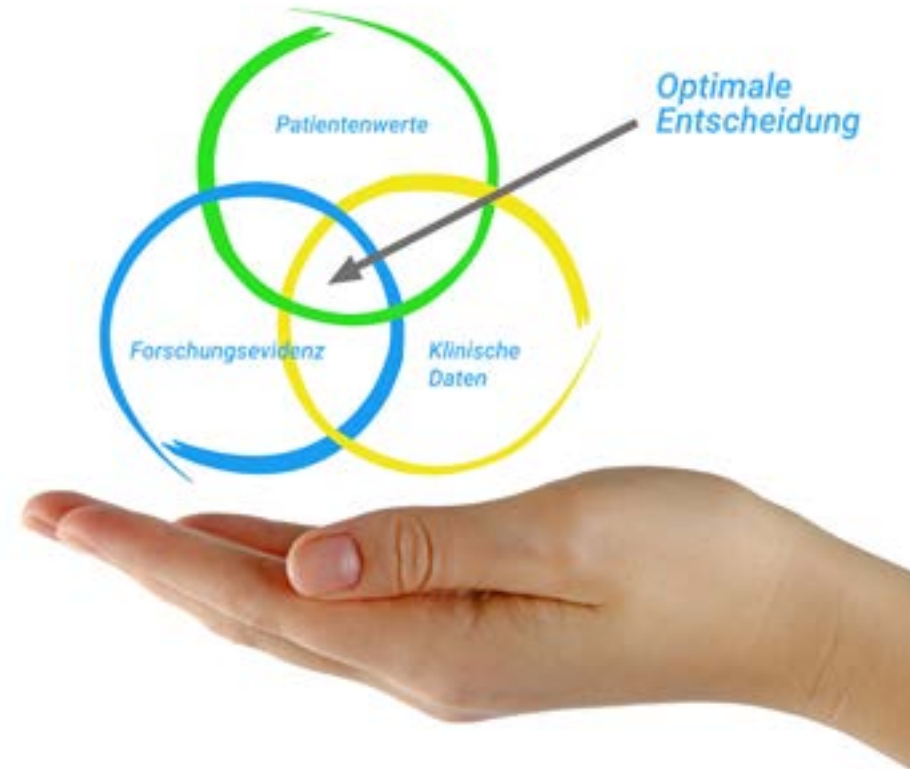 Patientenwerte
Optimale
Entscheidung
Forschungsevidenz
Klinische
Daten